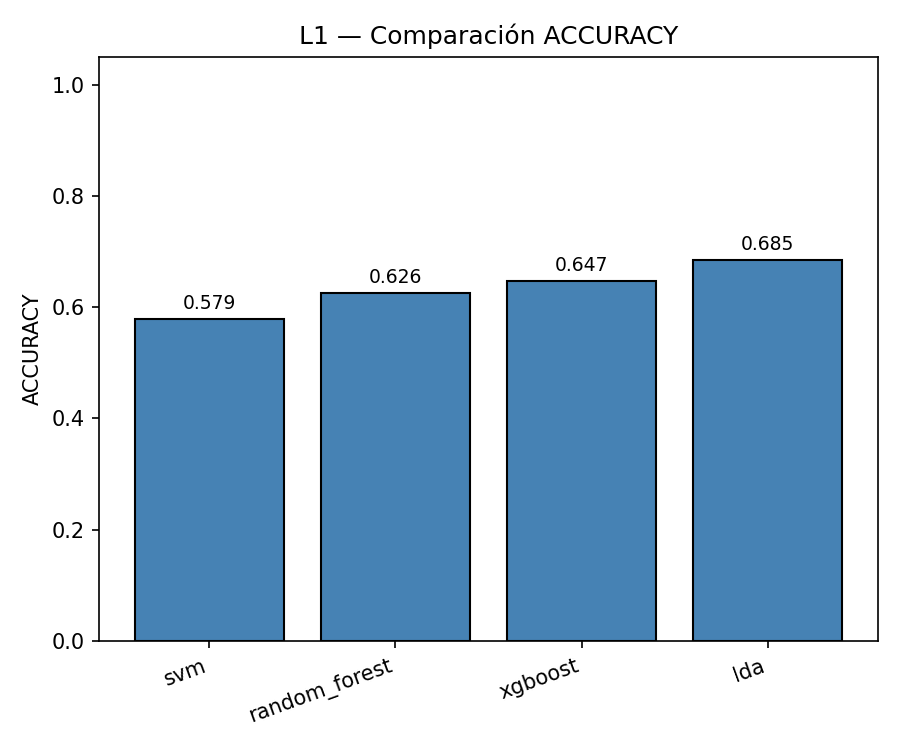 L1 — Comparación ACCURACY
ACCURACY
1.0
0.8
0.6
0.4
0.2
0.0
0.579
0.626
0.647
0.685
svm
random_forest
xgboost
lda